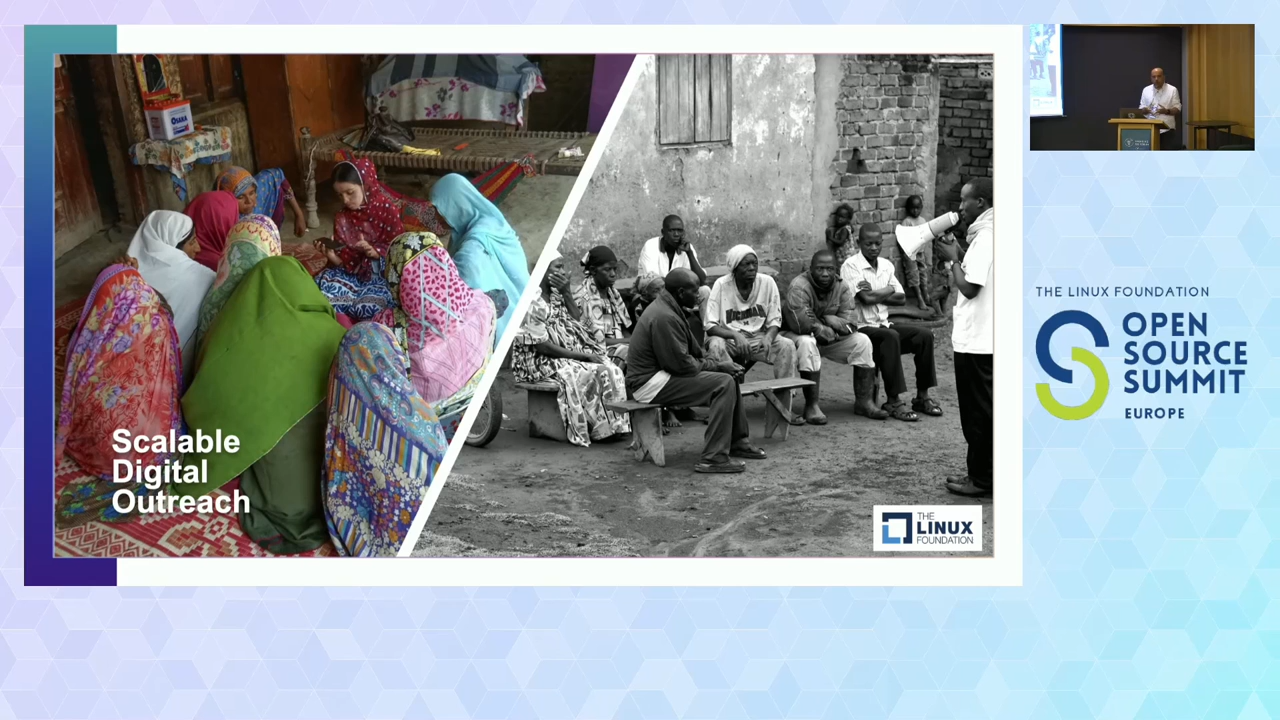 Scalable
Digital
Outreach
THE
LINUX
FOUNDATION
THE LINUX FOUNDATION
OPEN
SOURCE
SUMMIT
EUROPE